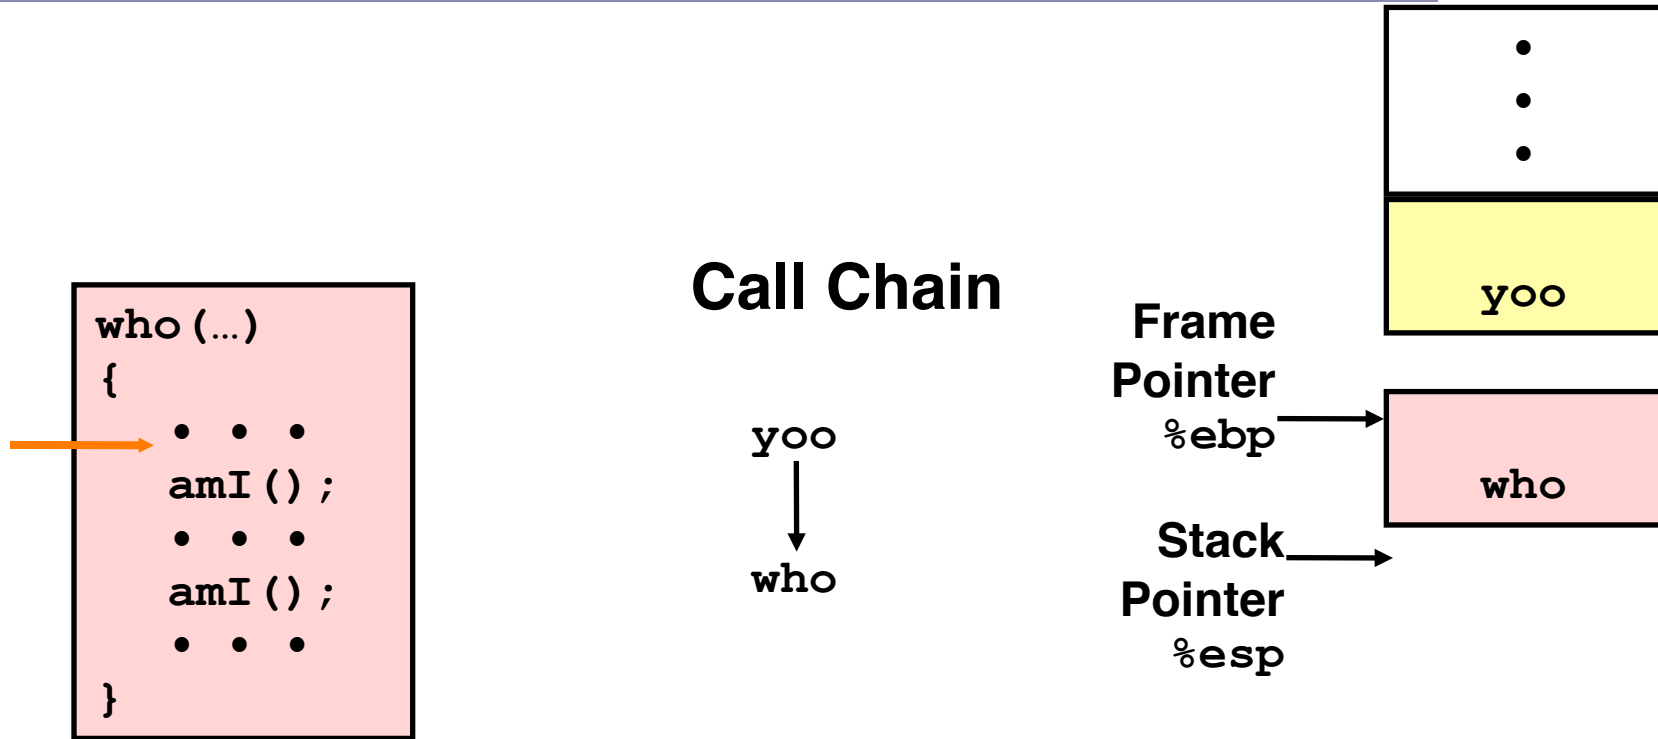 who(…)
{
• • •
amI();
• • •
amI();
• • •
}
Call Chain
yoo
who
Frame
Pointer
%ebp
Stack
Pointer
%esp
•
•
•
yoo
who